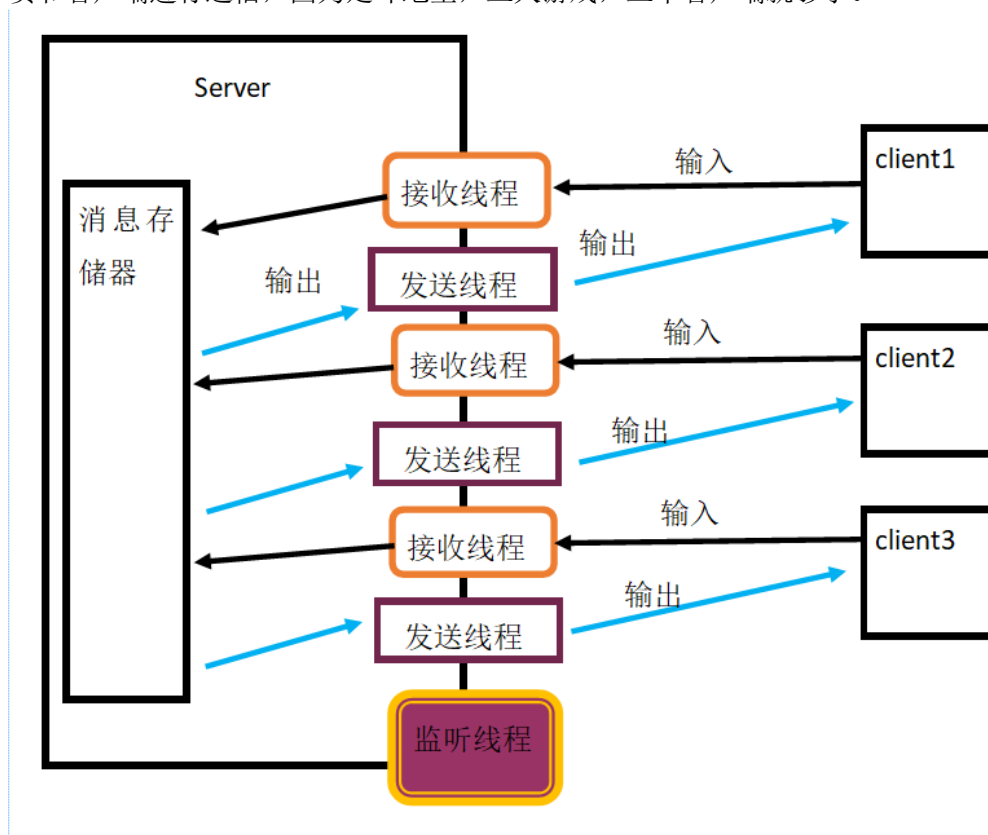 Server
client1
输入
接收线程
消息存
储器
输出
输出
发送线程
输入
client2
接收线程
输出
发送线程
输入
client3
接收线程
输出
发送线程
监听线程